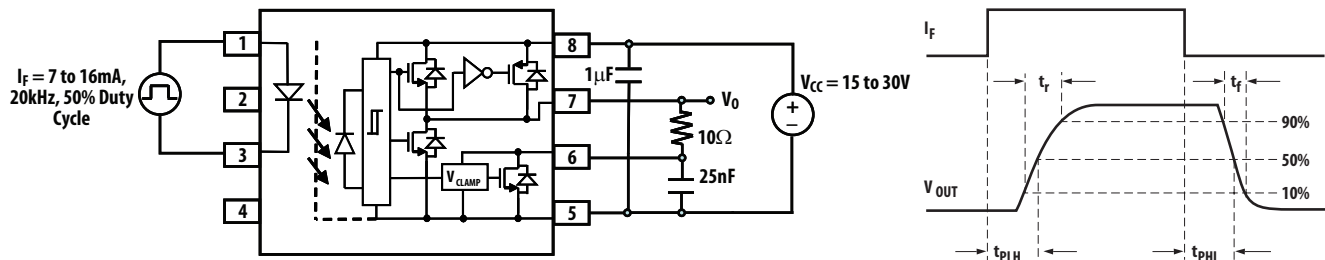 I_F = 7 to 16mA,
20kHz, 50% Duty
Cycle
1
2
3
4
V_CLAMP
8
7
6
5
1μF
V_O
10Ω
25nF
V_CC = 15 to 30V
+
−
I_F
t_r
t_f
90%
50%
10%
V_OUT
t_PLH
t_PHL